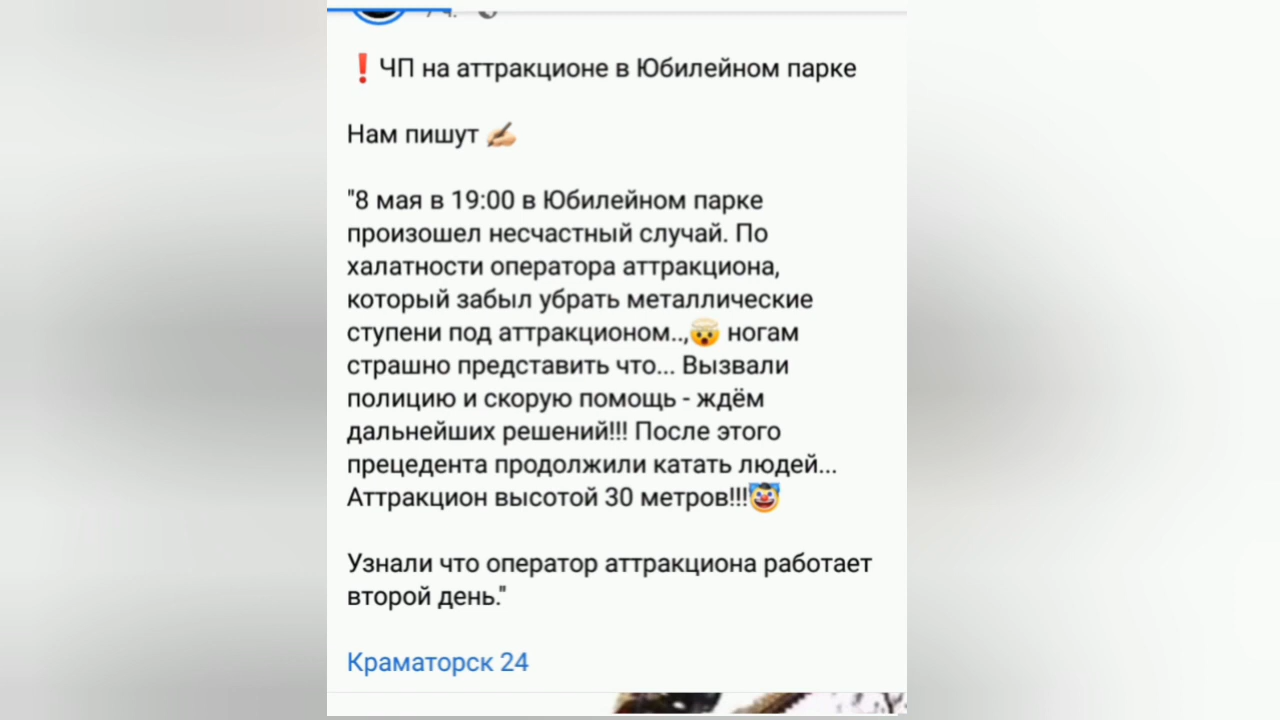 ❗ЧП на аттракционе в Юбилейном парке
Нам пишут ✍🏼
"8 мая в 19:00 в Юбилейном парке
произошел несчастный случай. По
халатности оператора аттракциона,
который забыл убрать металлические
ступени под аттракционом..,🤯 ногам
страшно представить что... Вызвали
полицию и скорую помощь - ждём
дальнейших решений!!! После этого
прецедента продолжили катать людей...
Аттракцион высотой 30 метров!!!🤡
Узнали что оператор аттракциона работает
второй день."
Краматорск 24